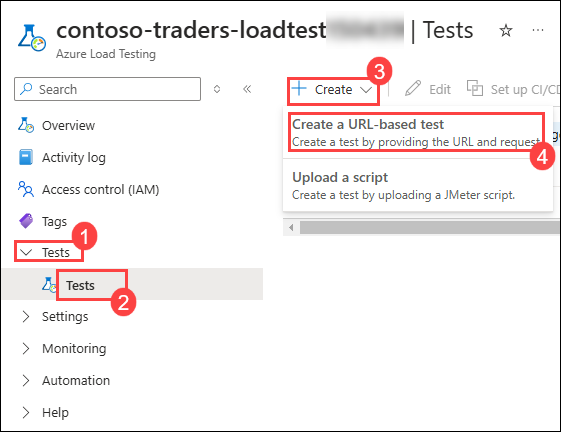 contoso-traders-loadtest | Tests
Azure Load Testing
Search
Overview
Activity log
Access control (IAM)
Tags
Tests
1
Tests
2
Settings
Monitoring
Automation
Help
3
Create
Edit
Set up CI/CD
Create a URL-based test
Create a test by providing the URL and request.
4
Upload a script
Create a test by uploading a JMeter script.